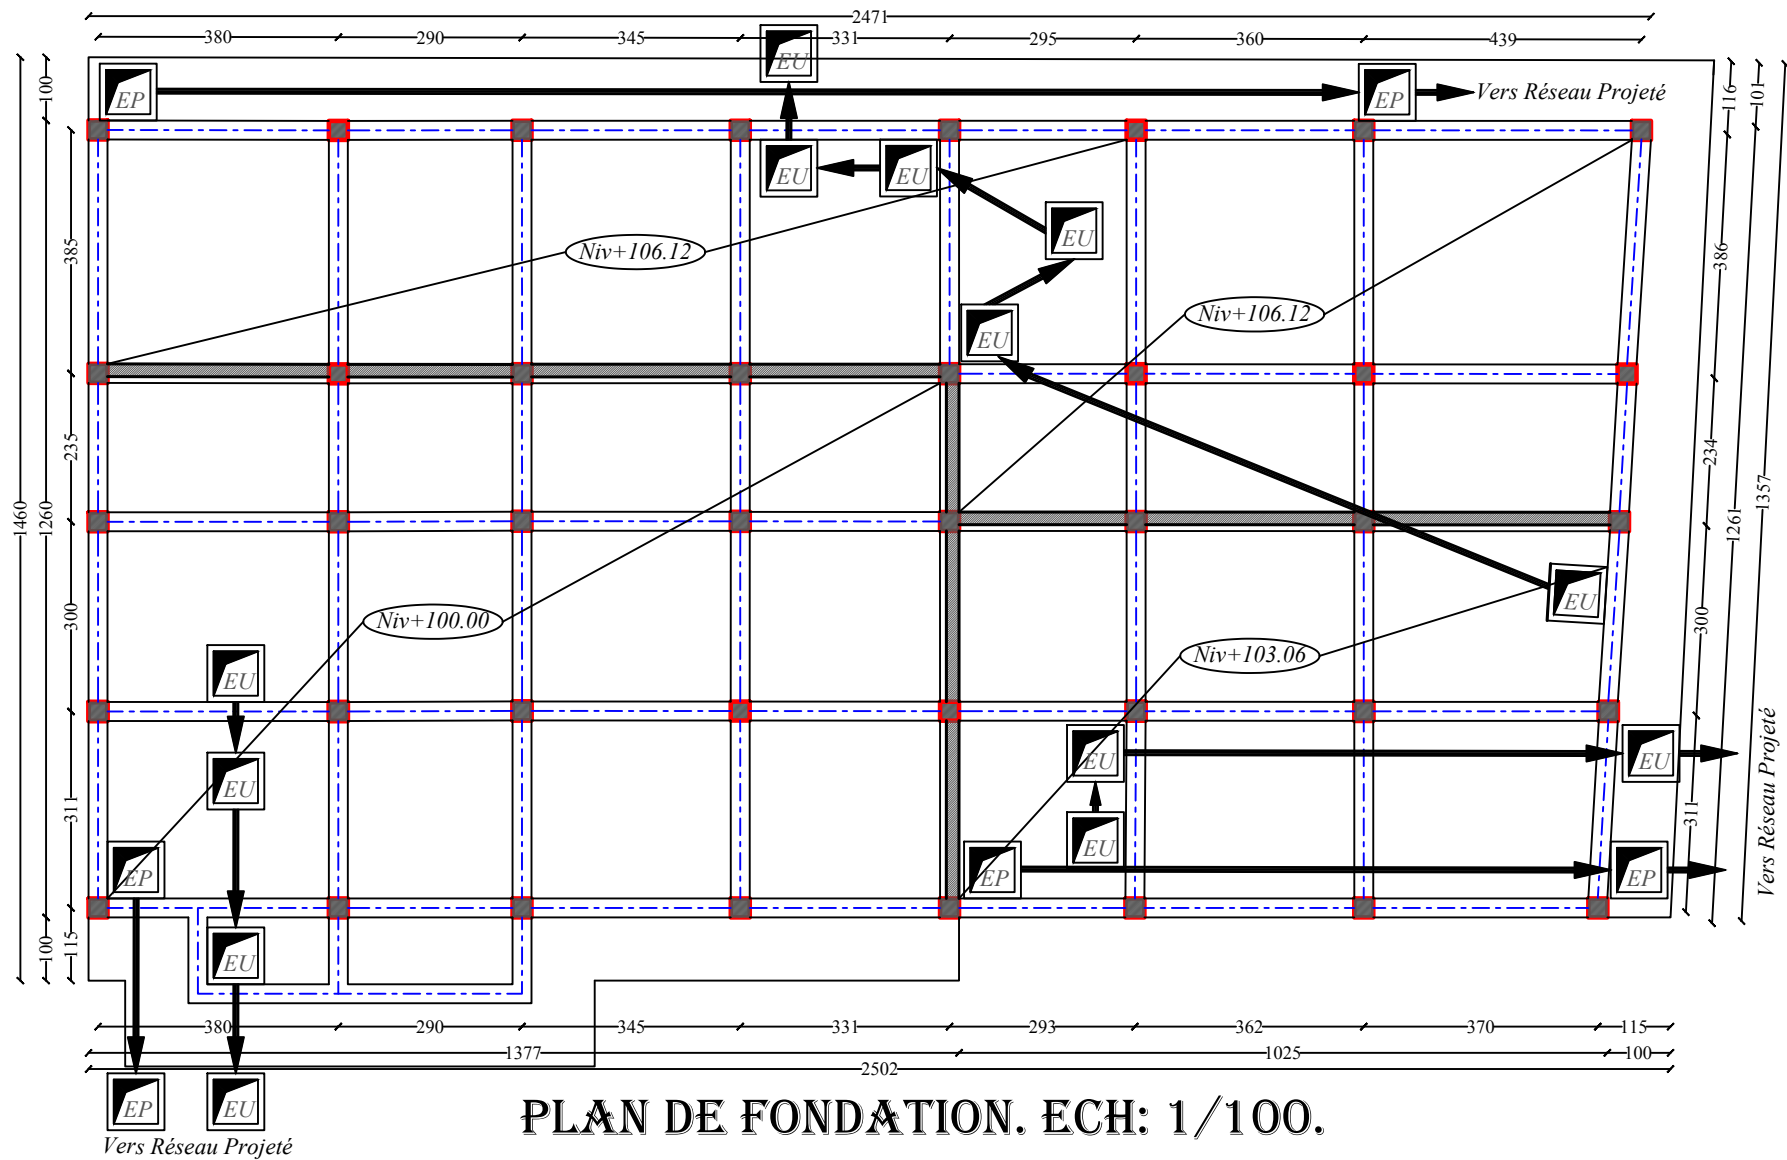 2471
380 290 345 331 295 360 439
EU
EP EP Vers Réseau Projeté
100 116 101
EU EU
EU
385 Niv+106.12 386
Niv+106.12
EU
235 234
1460 1260 1261 1357
EU
300 Niv+100.00 300
Niv+103.06
EU
EU EU EU
311 311 Vers Réseau Projeté
EU
EP EP EP
100 115 EU
380 290 345 331 293 362 370 115
1377 1025 100
2502
EP EU
PLAN DE FONDATION. ECH: 1/100.
Vers Réseau Projeté